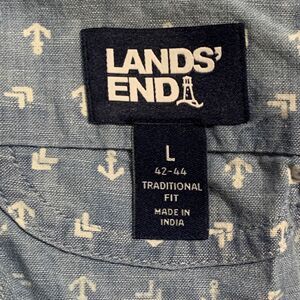 LANDS'
END
L
42-44
TRADITIONAL
FIT
MADE IN
INDIA